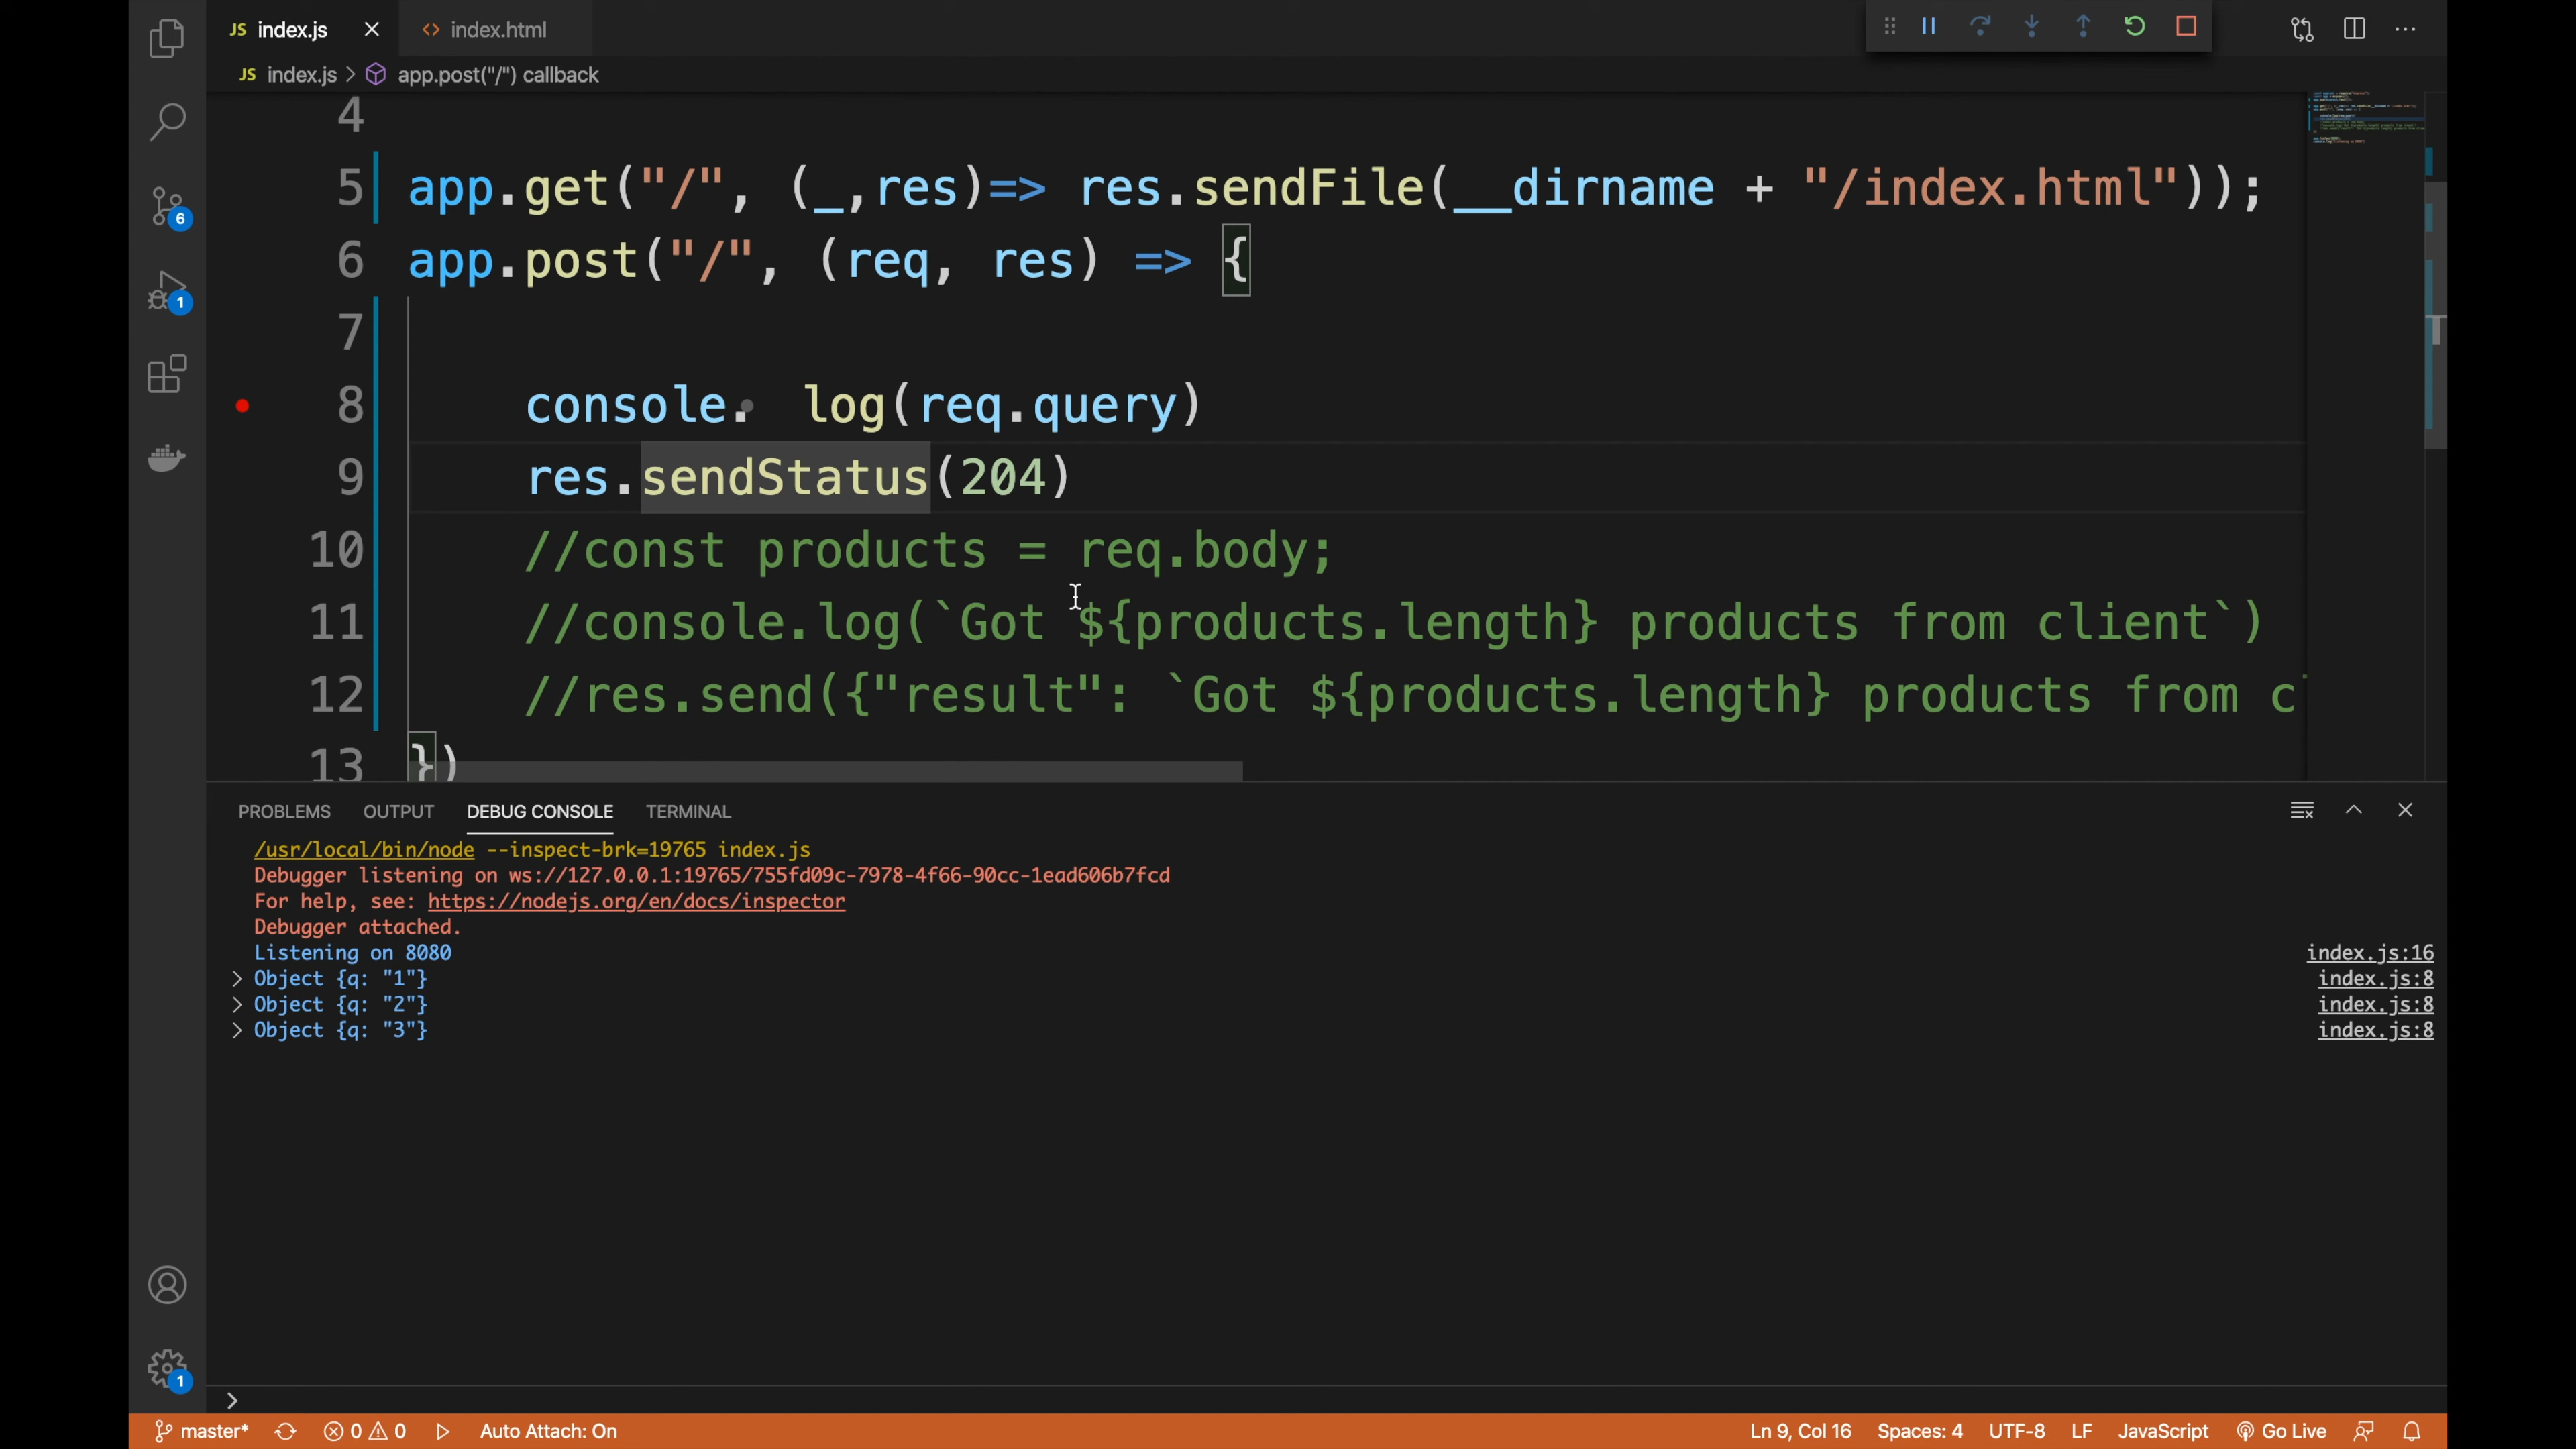 JS index.js
<> index.html
JS index.js > app.post("/") callback
4
5 app.get("/", (_,res)=> res.sendFile(__dirname + "/index.html"));
6 app.post("/", (req, res) => {
7
8 console. log(req.query)
9 res.sendStatus(204)
10 //const products = req.body;
11 //console.log(`Got ${products.length} products from client`)
12 //res.send({"result": `Got ${products.length} products from c
13 })
6
1
PROBLEMS OUTPUT DEBUG CONSOLE TERMINAL
/usr/local/bin/node --inspect-brk=19765 index.js
Debugger listening on ws://127.0.0.1:19765/755fd09c-7978-4f66-90cc-1ead606b7fcd
For help, see: https://nodejs.org/en/docs/inspector
Debugger attached.
Listening on 8080 index.js:16
> Object {q: "1"} index.js:8
> Object {q: "2"} index.js:8
> Object {q: "3"} index.js:8
1
>
master* 0 0 Auto Attach: On Ln 9, Col 16 Spaces: 4 UTF-8 LF JavaScript Go Live